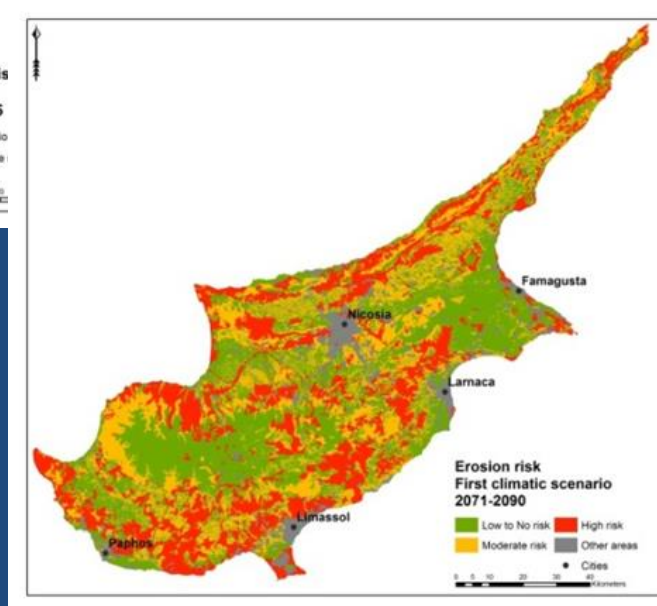 Famagusta
Nicosia
Larnaca
Limassol
Paphos
Erosion risk
First climatic scenario
2071-2090
Low to No risk
High risk
Moderate risk
Other areas
Cities
0 5 10 20 30 40
Kilometers